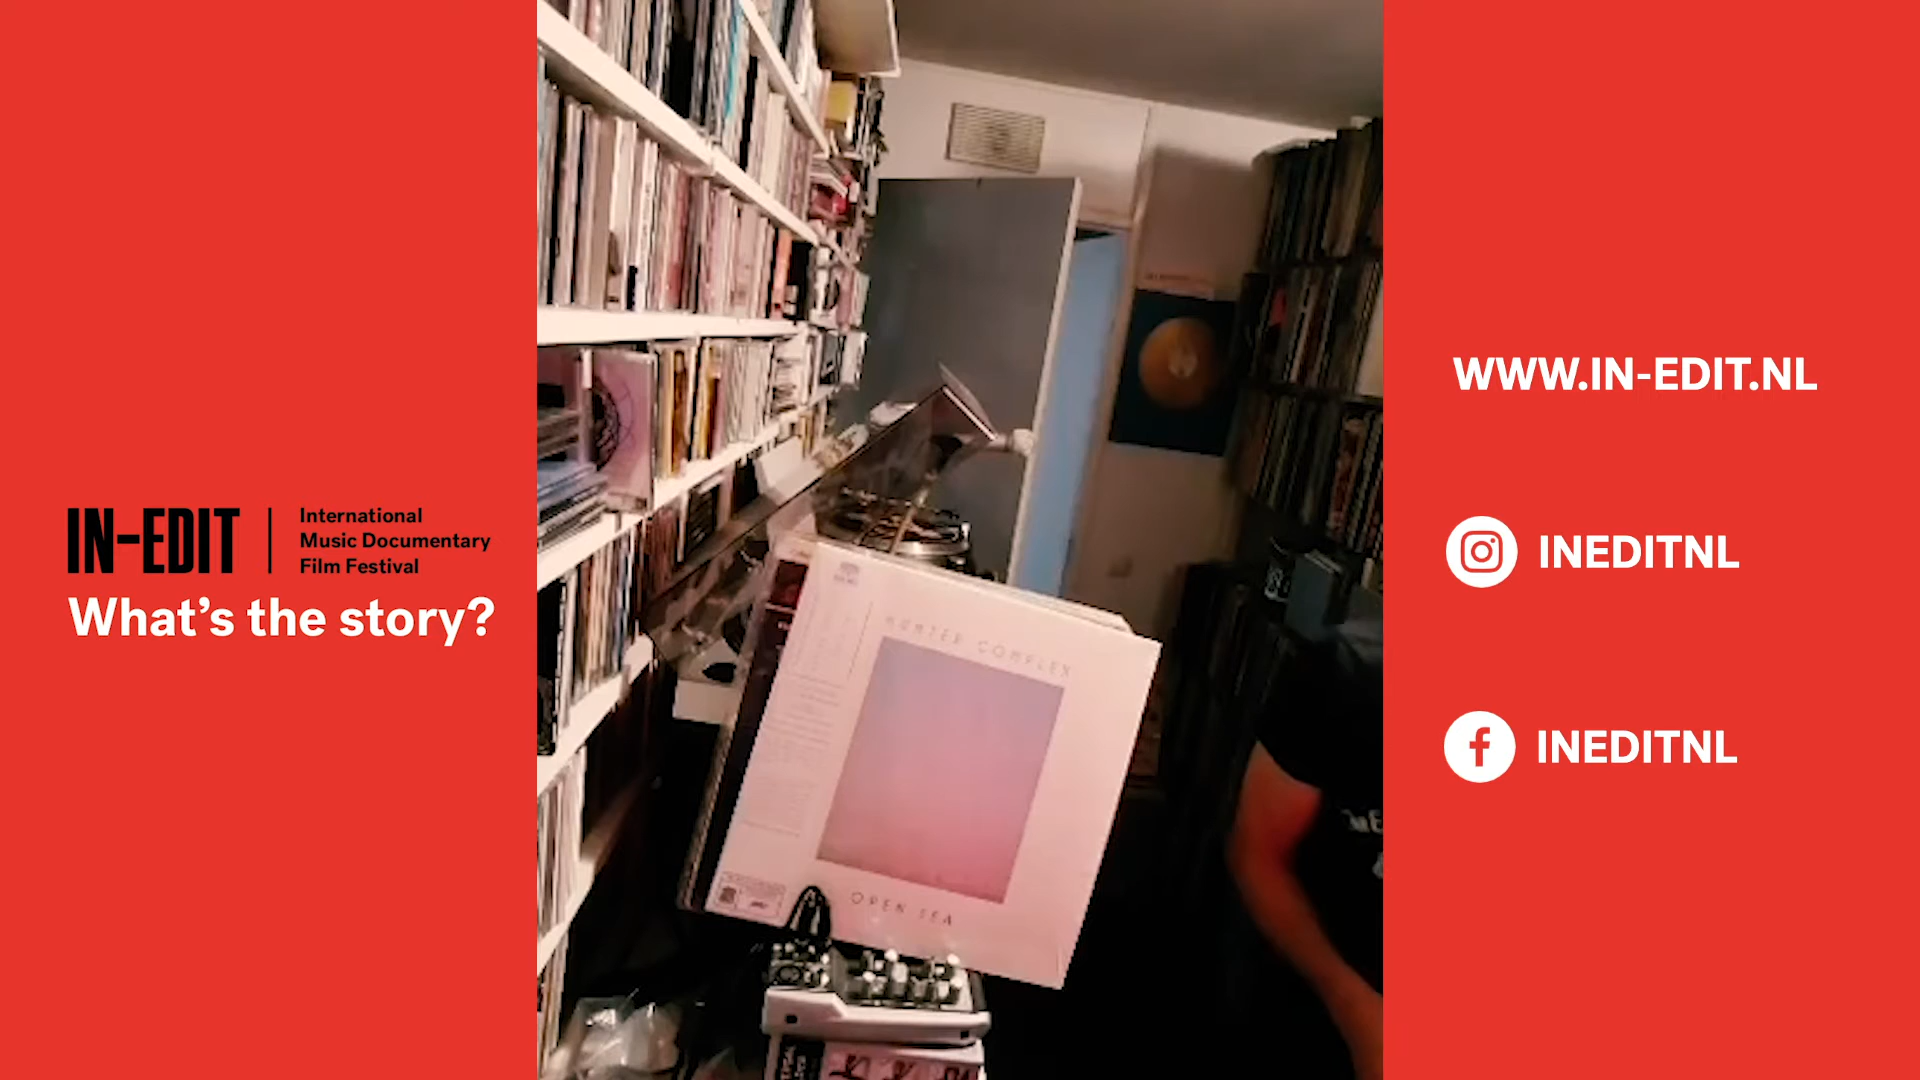 IN-EDIT
International
Music Documentary
Film Festival
What's the story?
HUNTER COMPLEX
OPEN SEA
WWW.IN-EDIT.NL
INEDITNL
INEDITNL